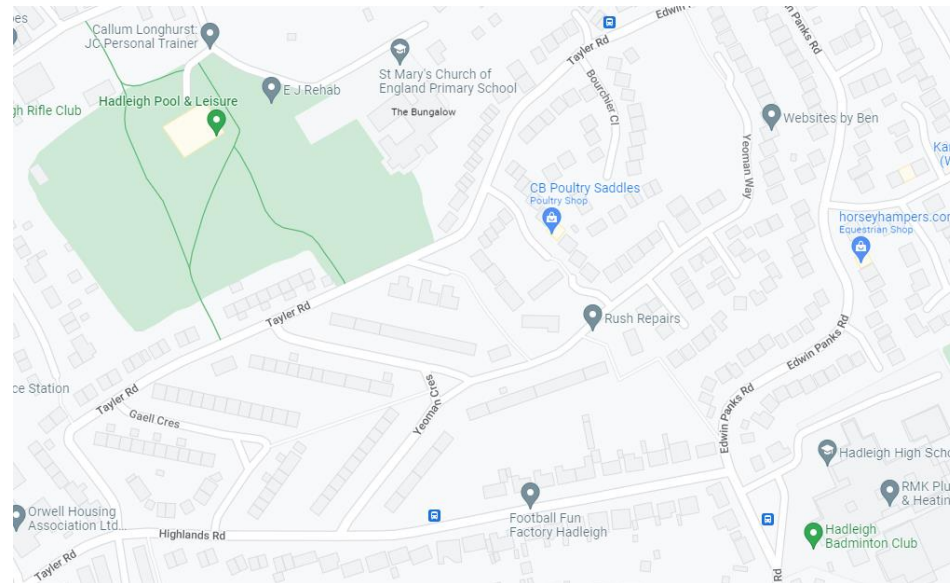 Callum Longhurst:
JC Personal Trainer
Edwin
Panks Rd
Tayler Rd
St Mary's Church of
England Primary School
E J Rehab
The Bungalow
Bourchier Cl
Hadleigh Pool & Leisure
gh Rifle Club
Websites by Ben
Yeoman Way
CB Poultry Saddles
Poultry Shop
horseyhampers.com
Equestrian Shop
Tayler Rd
Rush Repairs
Edwin Panks Rd
Tayler Rd
Gaell Cres
Yeoman Cres
Edwin Panks Rd
Hadleigh High Scho
RMK Plu
& Heatin
Orwell Housing
Association Ltd...
Football Fun
Factory Hadleigh
Highlands Rd
Hadleigh
Badminton Club
Tayler Rd
Rd